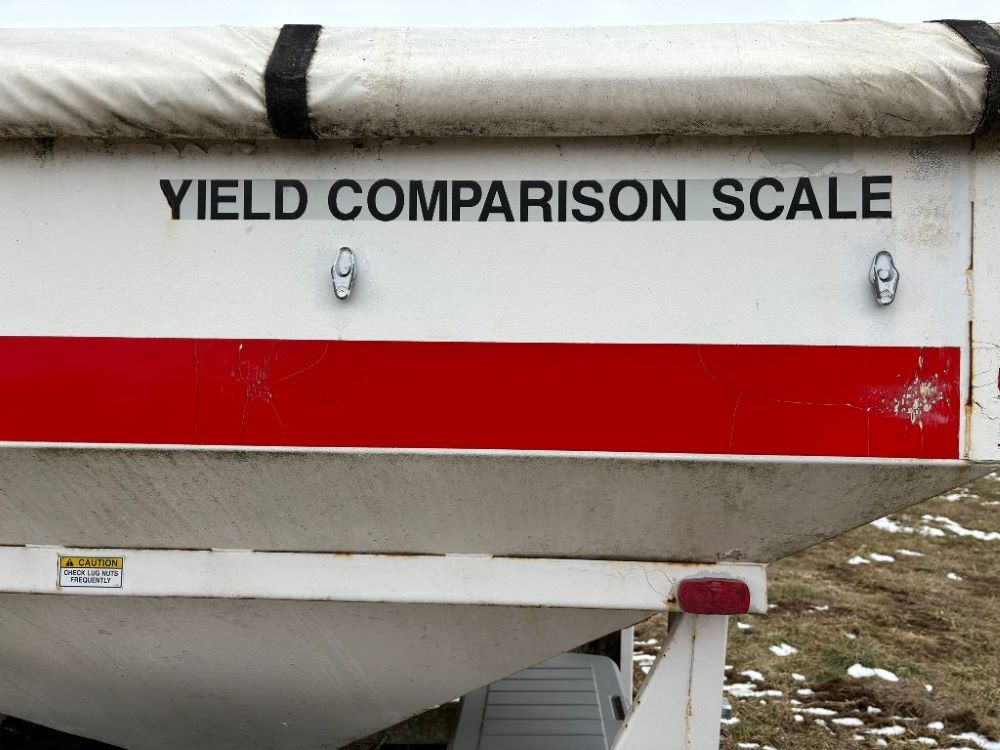 YIELD COMPARISON SCALE
CAUTION
CHECK LUG NUTS
FREQUENTLY